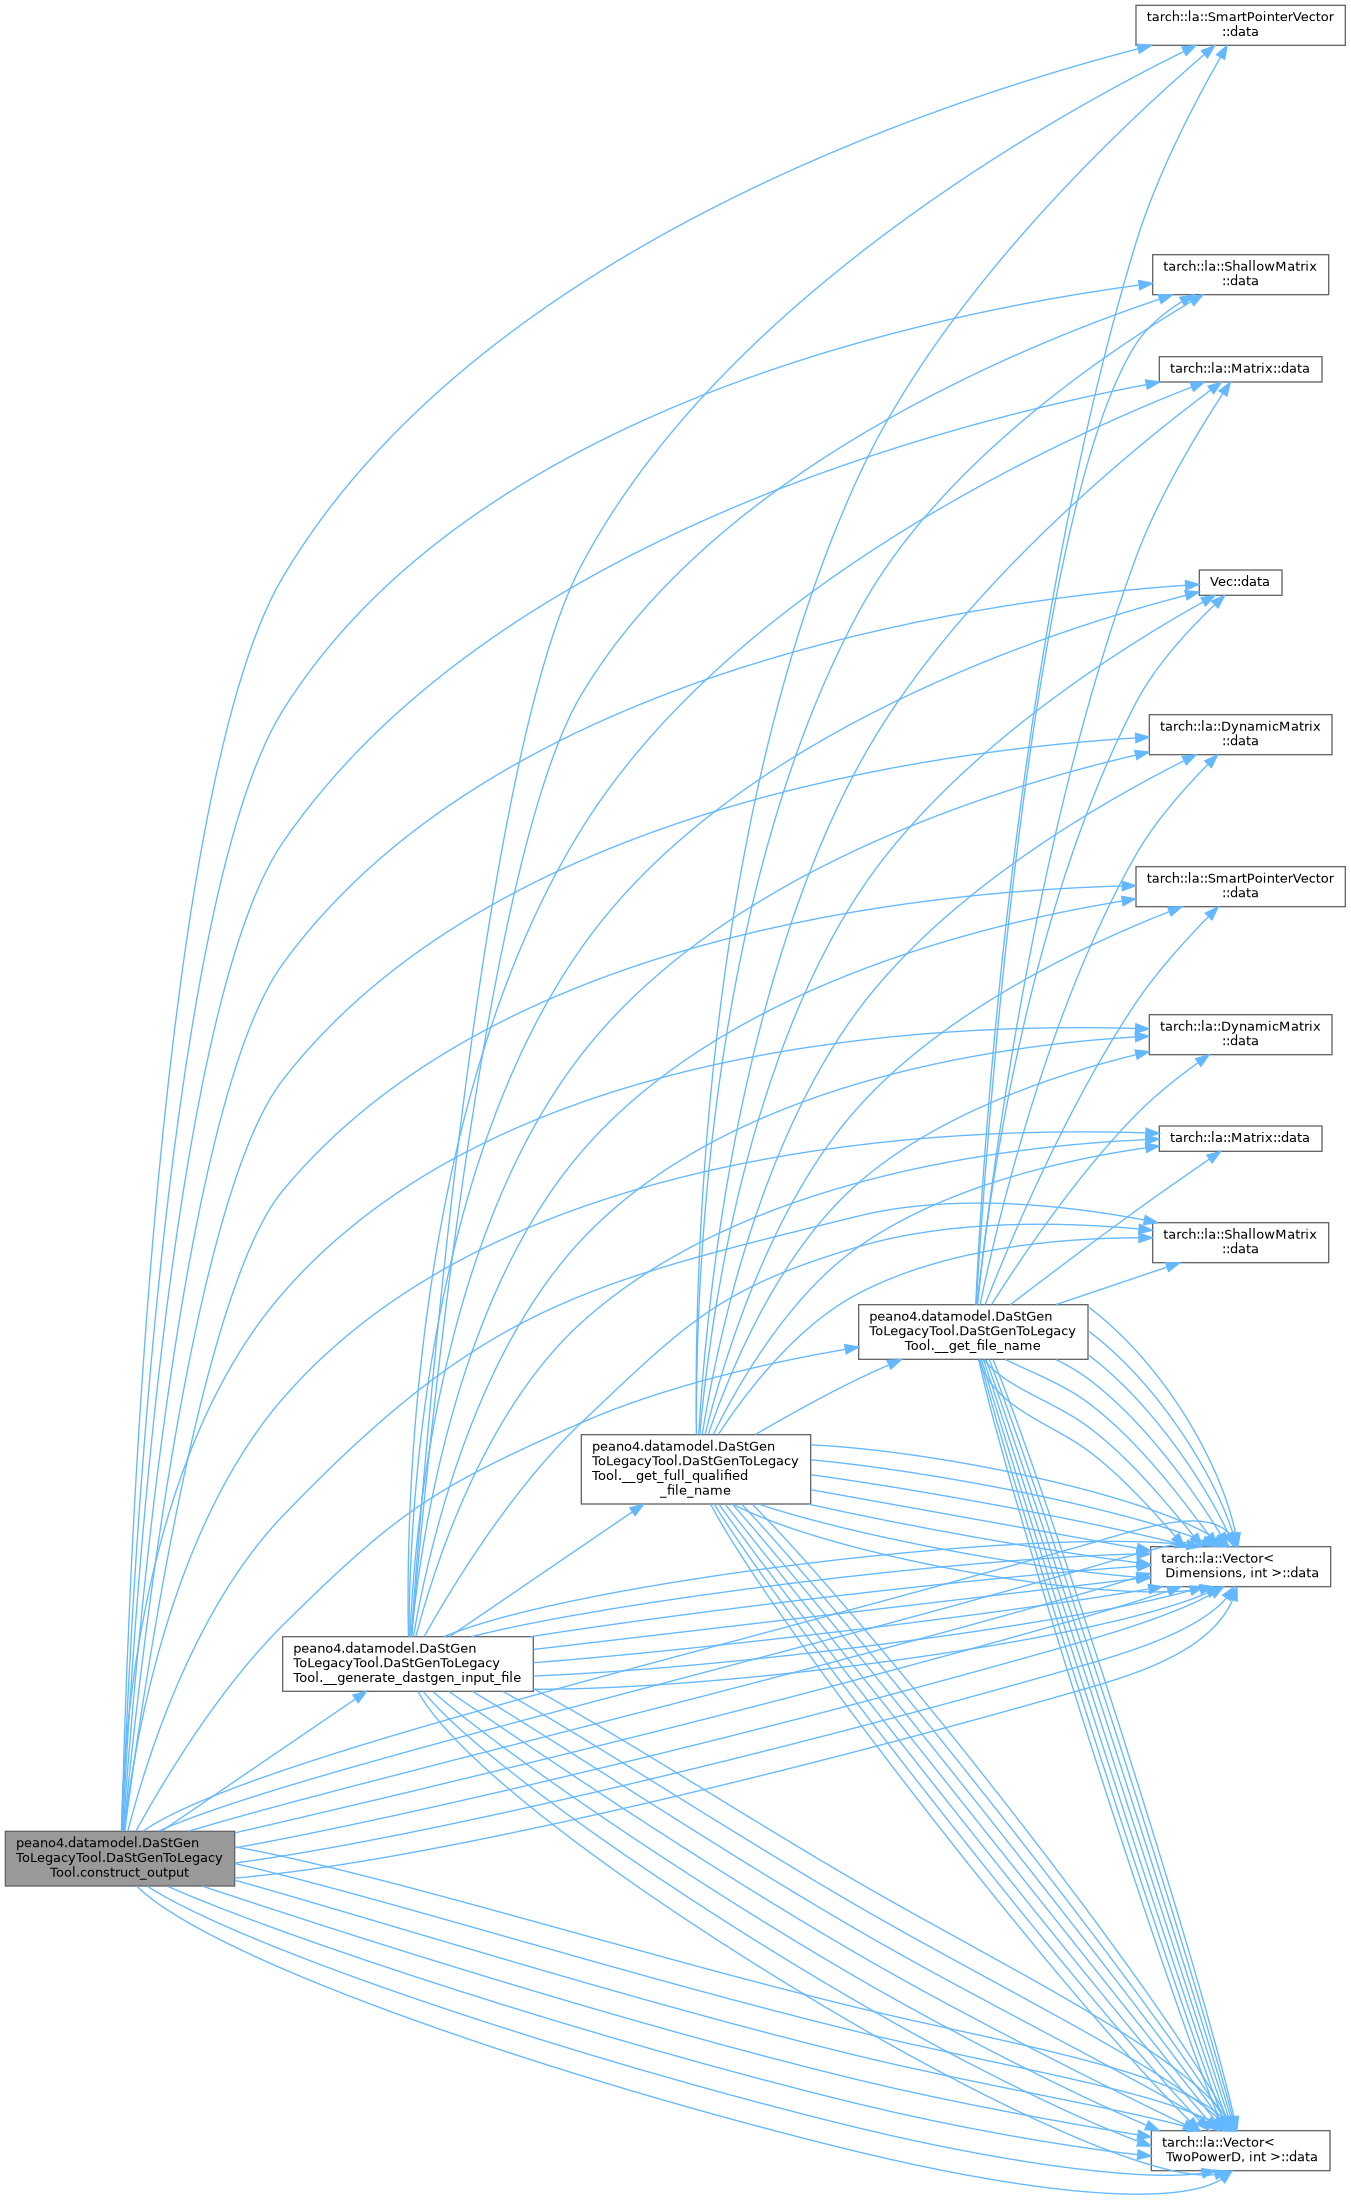 tarch::la::SmartPointerVector
::data
tarch::la::ShallowMatrix
::data
tarch::la::Matrix::data
Vec::data
tarch::la::DynamicMatrix
::data
tarch::la::SmartPointerVector
::data
tarch::la::DynamicMatrix
::data
tarch::la::Matrix::data
tarch::la::ShallowMatrix
::data
peano4.datamodel.DaStGen
ToLegacyTool.DaStGenToLegacy
Tool.__get_file_name
peano4.datamodel.DaStGen
ToLegacyTool.DaStGenToLegacy
Tool.__get_full_qualified
_file_name
tarch::la::Vector<
Dimensions, int >::data
peano4.datamodel.DaStGen
ToLegacyTool.DaStGenToLegacy
Tool.__generate_dastgen_input_file
peano4.datamodel.DaStGen
ToLegacyTool.DaStGenToLegacy
Tool.construct_output
tarch::la::Vector<
TwoPowerD, int >::data